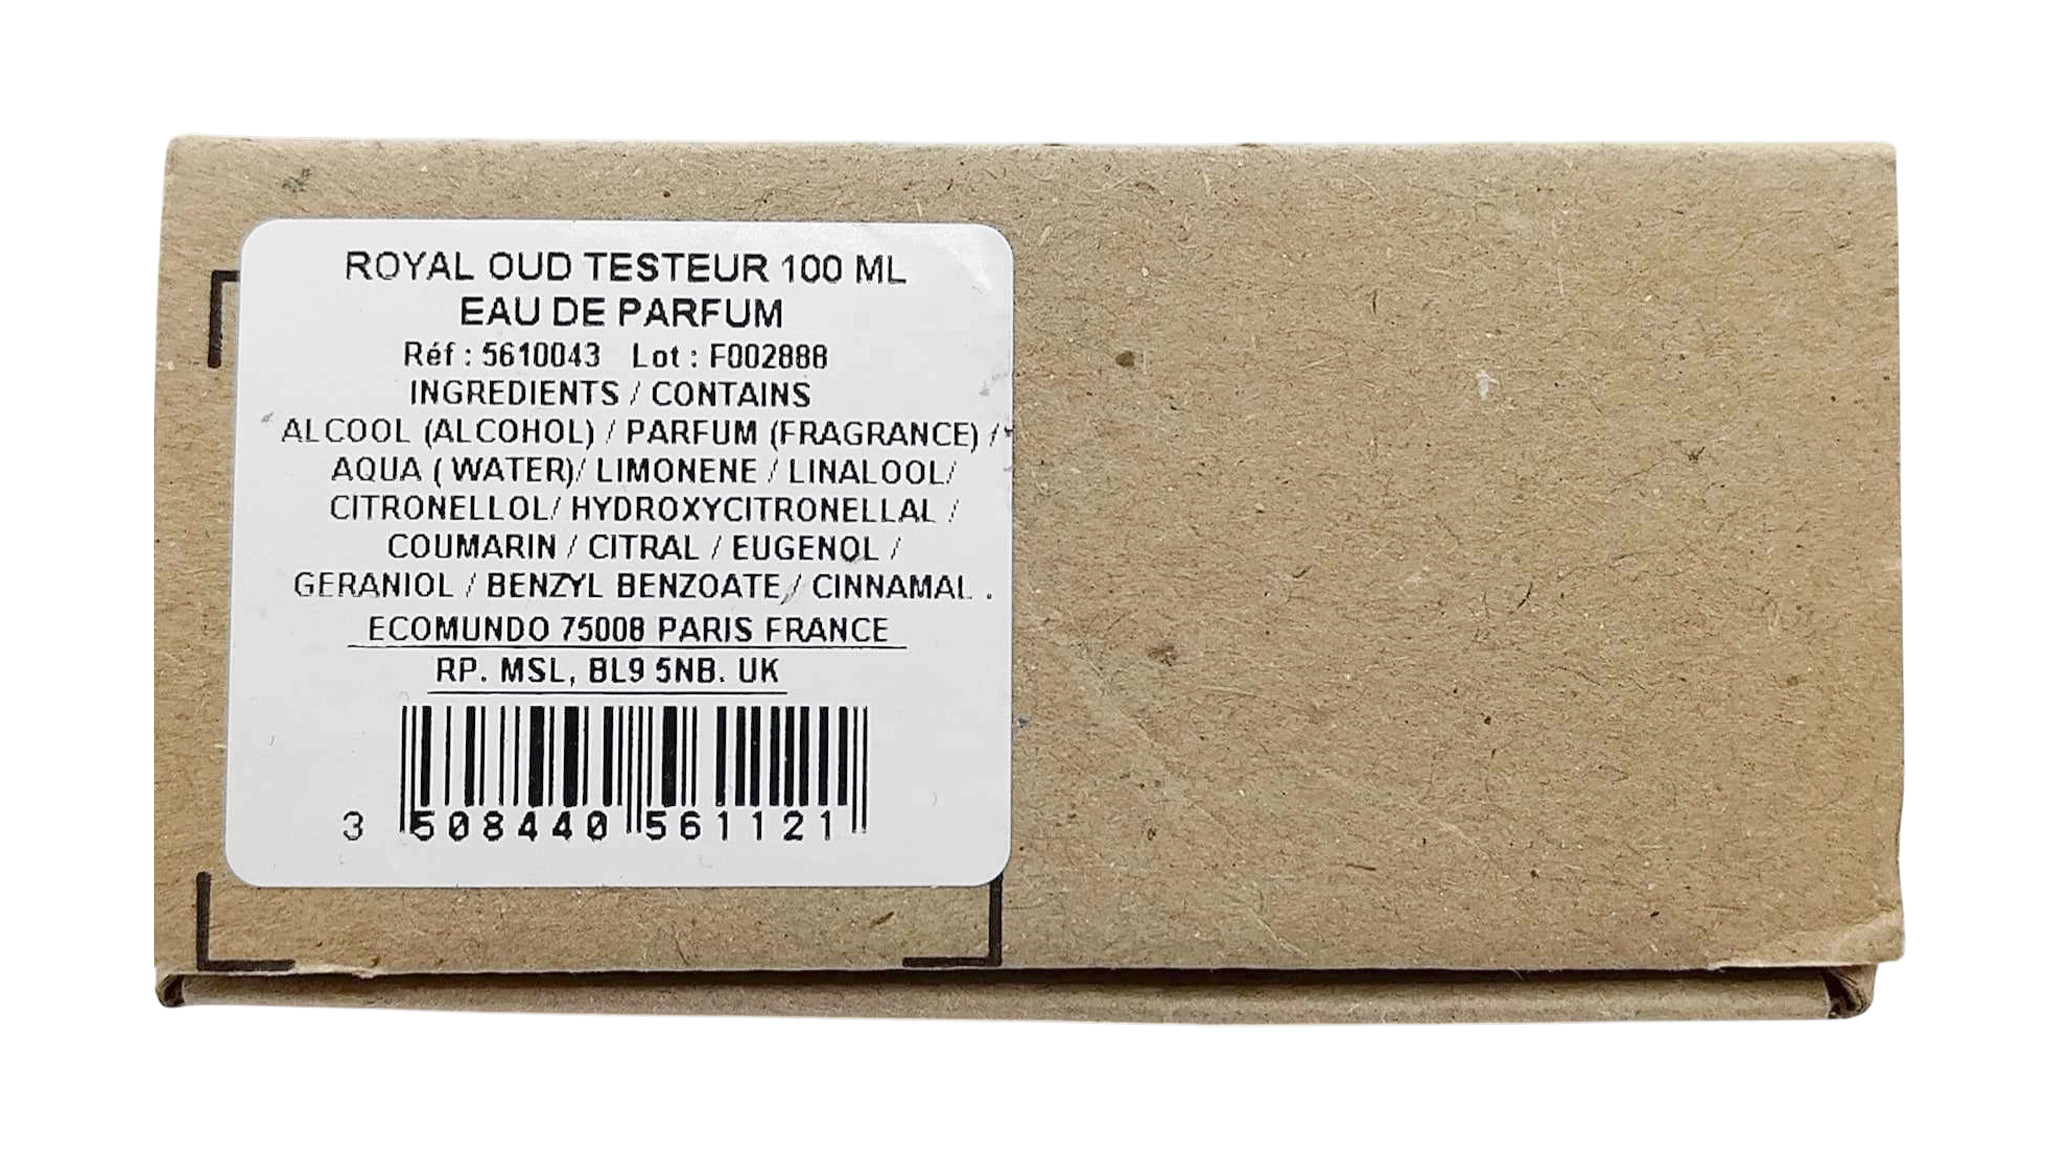 ROYAL OUD TESTEUR 100 ML
EAU DE PARFUM
Réf : 5610043 Lot : F002888
INGREDIENTS / CONTAINS
ALCOOL (ALCOHOL) / PARFUM (FRAGRANCE) /
AQUA ( WATER)/ LIMONENE / LINALOOL/
CITRONELLOL/ HYDROXYCITRONELLAL /
COUMARIN / CITRAL / EUGENOL /
GERANIOL / BENZYL BENZOATE / CINNAMAL .
ECOMUNDO 75008 PARIS FRANCE
RP. MSL, BL9 5NB. UK
3 508440 561121